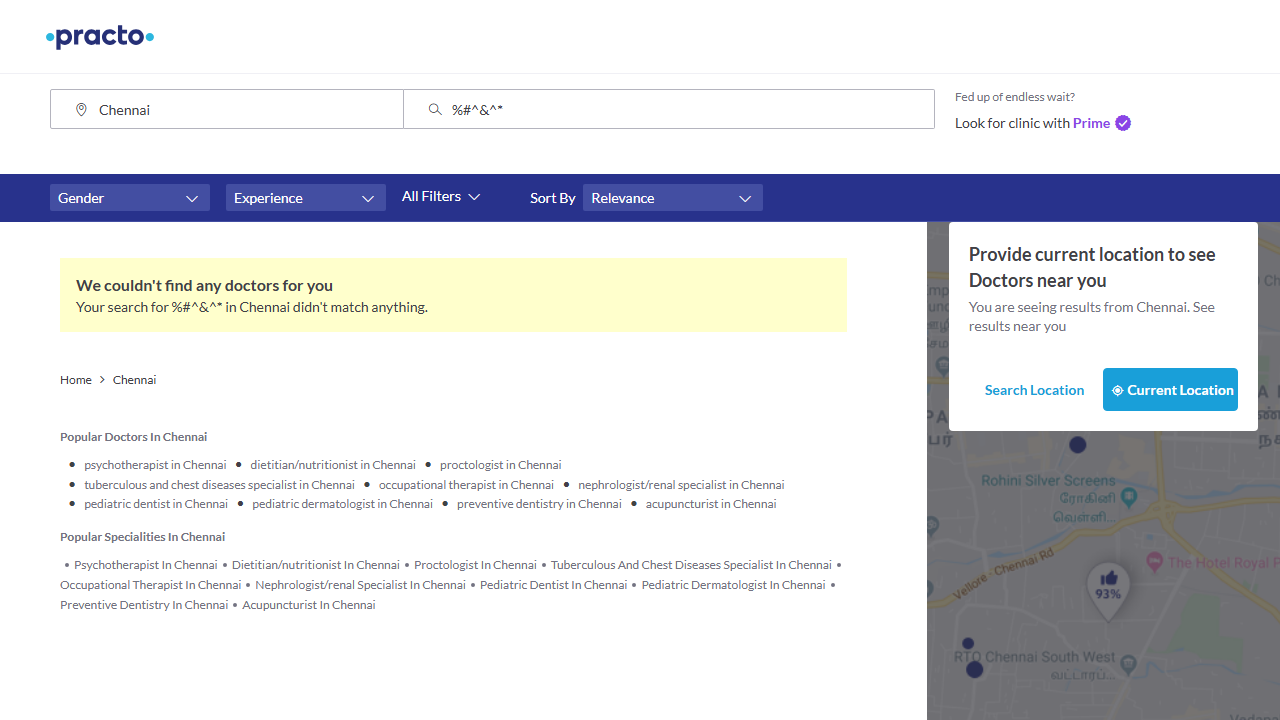 practo
Chennai
%#^&^*
Fed up of endless wait?
Look for clinic with Prime
Gender
Experience
All Filters
Sort By
Relevance
We couldn't find any doctors for you
Your search for %#^&^* in Chennai didn't match anything.
Home > Chennai
Popular Doctors In Chennai
• psychotherapist in Chennai • dietitian/nutritionist in Chennai • proctologist in Chennai
• tuberculous and chest diseases specialist in Chennai • occupational therapist in Chennai • nephrologist/renal specialist in Chennai
• pediatric dentist in Chennai • pediatric dermatologist in Chennai • preventive dentistry in Chennai • acupuncturist in Chennai
Popular Specialities In Chennai
• Psychotherapist In Chennai • Dietitian/nutritionist In Chennai • Proctologist In Chennai • Tuberculous And Chest Diseases Specialist In Chennai •
Occupational Therapist In Chennai • Nephrologist/renal Specialist In Chennai • Pediatric Dentist In Chennai • Pediatric Dermatologist In Chennai •
Preventive Dentistry In Chennai • Acupuncturist In Chennai
Provide current location to see
Doctors near you
You are seeing results from Chennai. See
results near you
Search Location
Current Location
Rohini Silver Screens
ரோகினி
வெள்ளி...
Vellore - Chennai Rd
The Hotel Royal P
93%
RTO Chennai South West
வட்டாரப்...